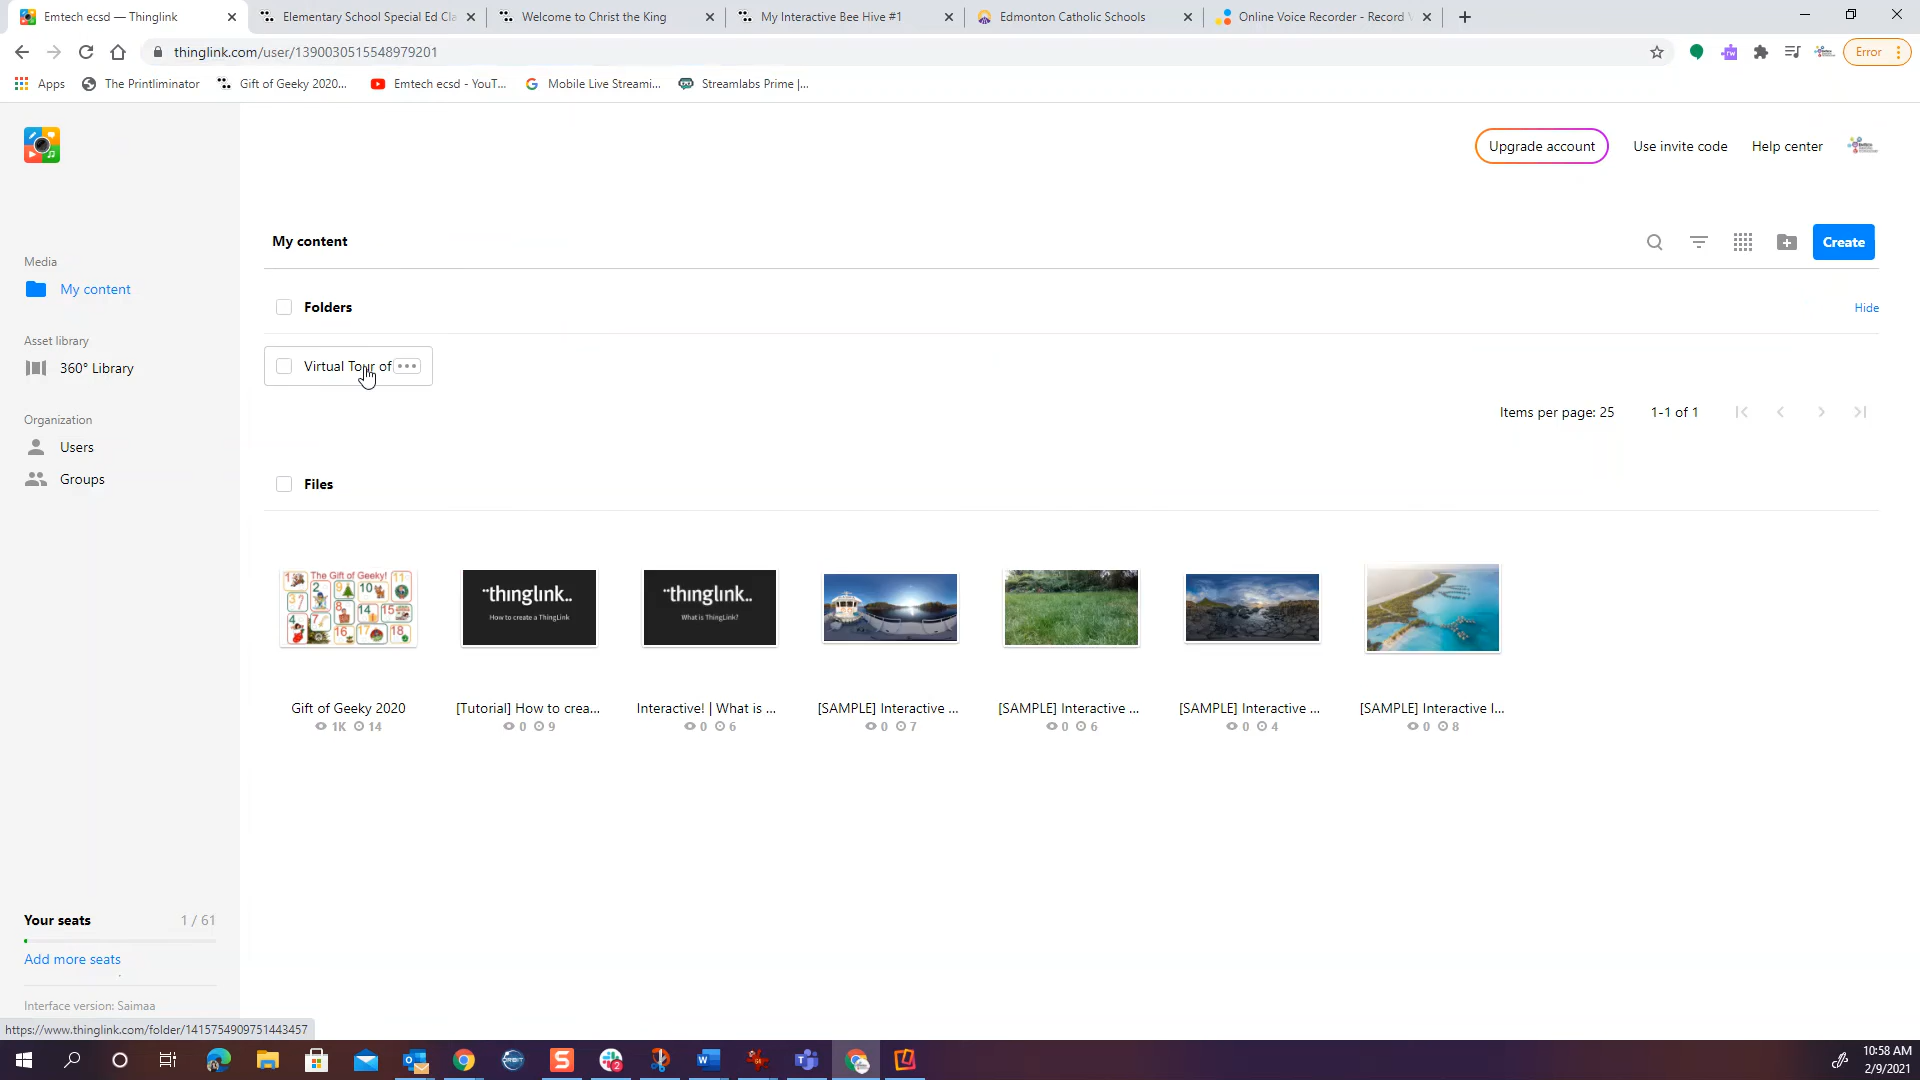 Emtech ecsd — Thinglink
Elementary School Special Ed Cla
Welcome to Christ the King
My Interactive Bee Hive #1
Edmonton Catholic Schools
Online Voice Recorder - Record V
thinglink.com/user/1390030515548979201
Error
Apps
The Printliminator
Gift of Geeky 2020...
Emtech ecsd - YouT...
Mobile Live Streami...
Streamlabs Prime |...
Upgrade account
Use invite code
Help center
My content
Create
Media
My content
Asset library
360° Library
Organization
Users
Groups
Folders
Hide
Virtual Tour of
Items per page: 25
1-1 of 1
Files
The Gift of Geeky!
¨thınglınk..
How to create a ThingLink
¨thınglınk..
What is ThingLink?
Gift of Geeky 2020
1K 14
[Tutorial] How to crea...
0 9
Interactive! | What is ...
0 6
[SAMPLE] Interactive ...
0 7
[SAMPLE] Interactive ...
0 6
[SAMPLE] Interactive ...
0 4
[SAMPLE] Interactive I...
0 8
Your seats
1 / 61
Add more seats
Interface version: Saimaa
https://www.thinglink.com/folder/1415754909751443457
10:58 AM
2/9/2021